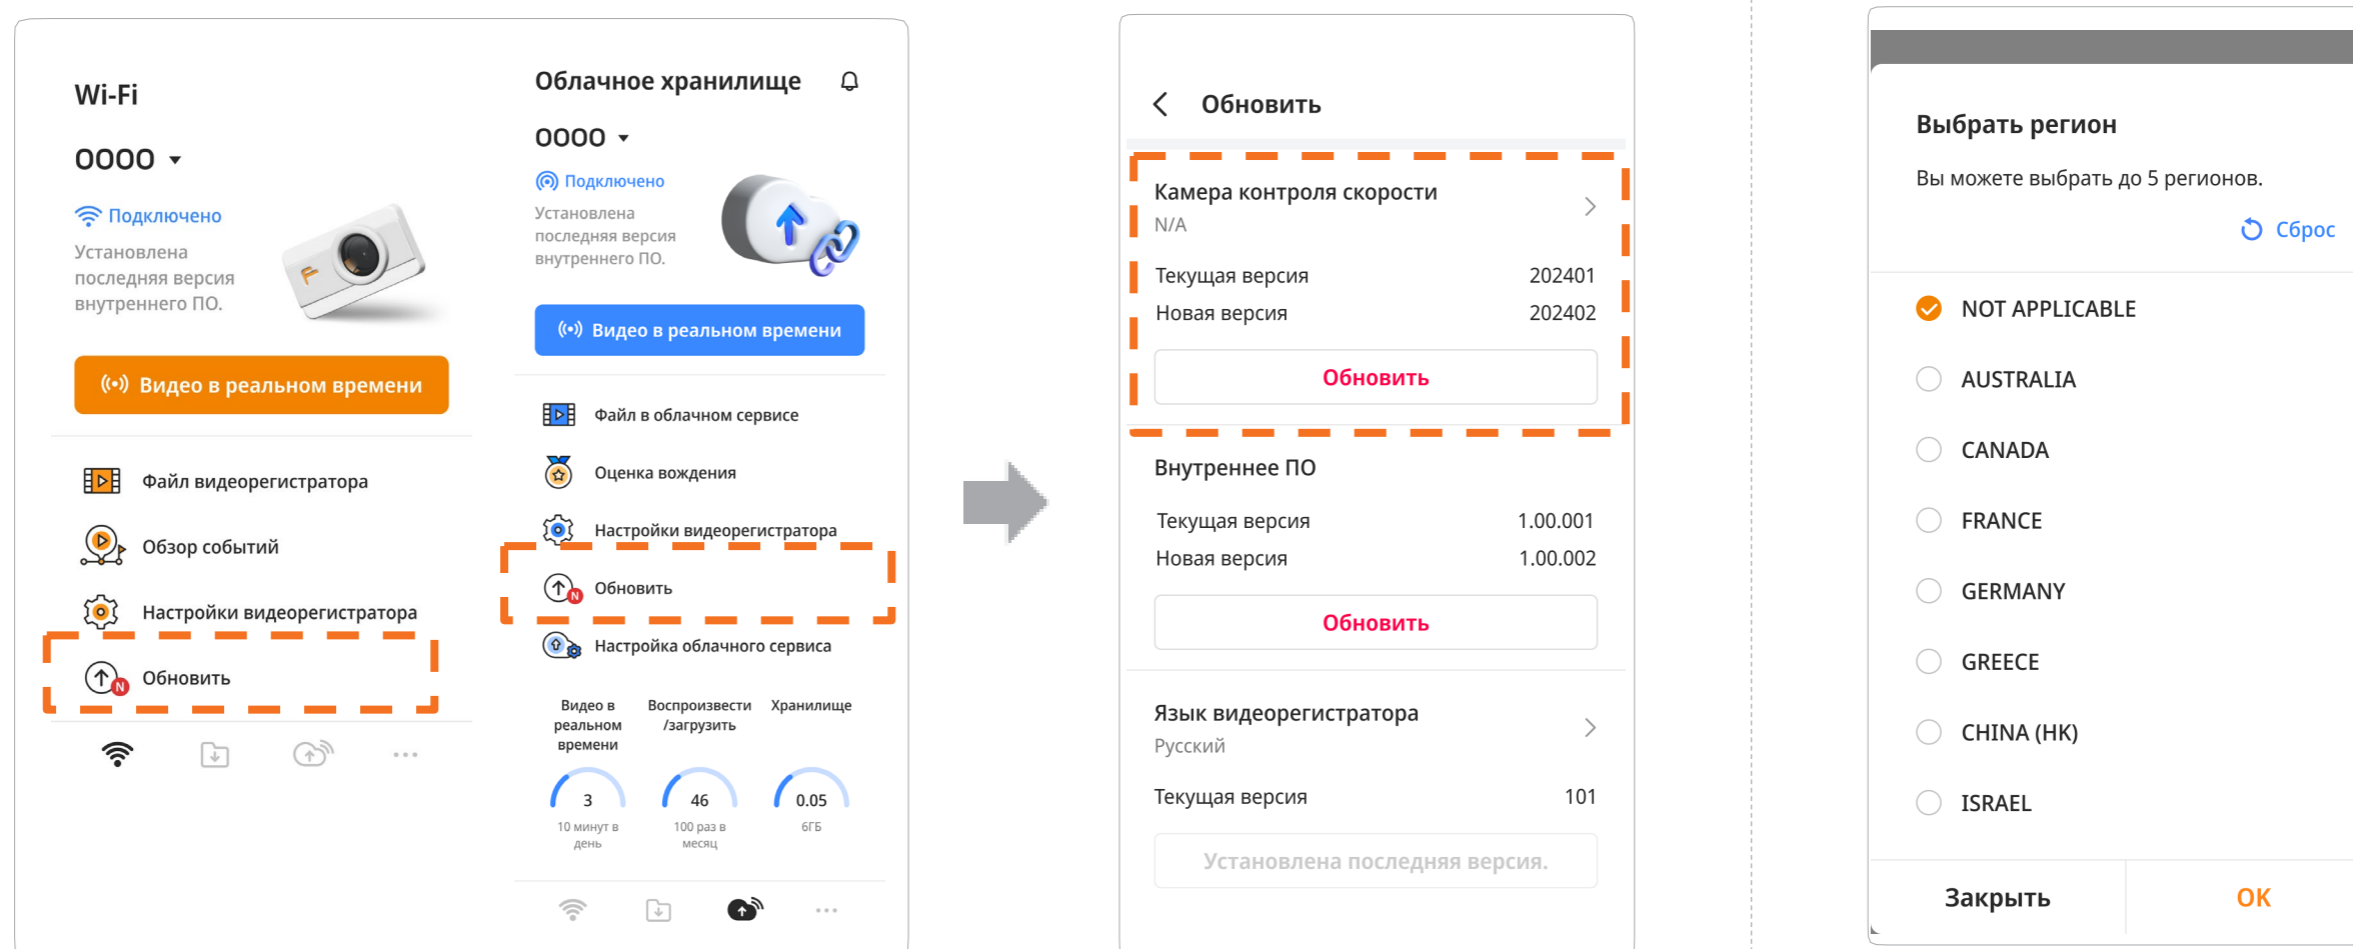 Wi-Fi
OOOO
Подключено
Установлена
последняя версия
внутреннего ПО.
Видео в реальном времени
Файл видеорегистратора
Обзор событий
Настройки видеорегистратора
N
Обновить
Облачное хранилище
OOOO
Подключено
Установлена
последняя версия
внутреннего ПО.
Видео в реальном времени
Файл в облачном сервисе
Оценка вождения
Настройки видеорегистратора
N
Обновить
Настройка облачного сервиса
Видео в
реальном
времени
3
10 минут в
день
Воспроизвести
/загрузить
46
100 раз в
месяц
Хранилище
0.05
6ГБ
Обновить
Камера контроля скорости
N/A
Текущая версия 202401
Новая версия 202402
Обновить
Внутреннее ПО
Текущая версия 1.00.001
Новая версия 1.00.002
Обновить
Язык видеорегистратора
Русский
Текущая версия 101
Установлена последняя версия.
Выбрать регион
Вы можете выбрать до 5 регионов.
Сброс
NOT APPLICABLE
AUSTRALIA
CANADA
FRANCE
GERMANY
GREECE
CHINA (HK)
ISRAEL
Закрыть OK